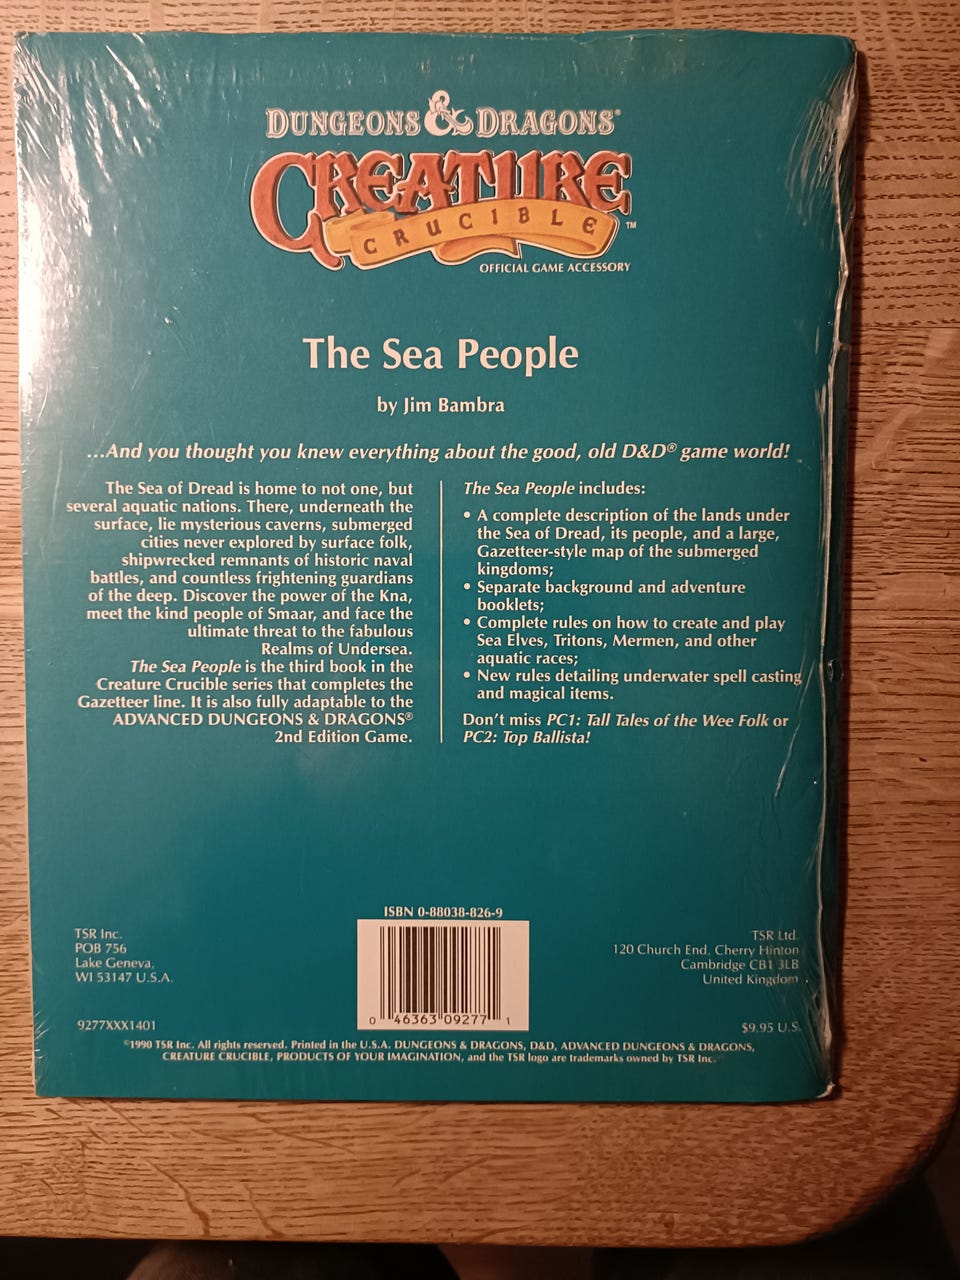 DUNGEONS & DRAGONS®
CREATURE
CRUCIBLE™
OFFICIAL GAME ACCESSORY
The Sea People
by Jim Bambra
...And you thought you knew everything about the good, old D&D® game world!
The Sea of Dread is home to not one, but
several aquatic nations. There, underneath the
surface, lie mysterious caverns, submerged
cities never explored by surface folk,
shipwrecked remnants of historic naval
battles, and countless frightening guardians
of the deep. Discover the power of the Kna,
meet the kind people of Smaar, and face the
ultimate threat to the fabulous
Realms of Undersea.
The Sea People is the third book in the
Creature Crucible series that completes the
Gazetteer line. It is also fully adaptable to the
ADVANCED DUNGEONS & DRAGONS®
2nd Edition Game.
The Sea People includes:
• A complete description of the lands under
the Sea of Dread, its people, and a large,
Gazetteer-style map of the submerged
kingdoms;
• Separate background and adventure
booklets;
• Complete rules on how to create and play
Sea Elves, Tritons, Mermen, and other
aquatic races;
• New rules detailing underwater spell casting
and magical items.
Don't miss PC1: Tall Tales of the Wee Folk or
PC2: Top Ballista!
ISBN 0-88038-826-9
TSR Inc.
POB 756
Lake Geneva,
WI 53147 U.S.A.
TSR Ltd.
120 Church End, Cherry Hinton
Cambridge CB1 3LB
United Kingdom
0 46363 09277 1
9277XXX1401
$9.95 U.S.
©1990 TSR Inc. All rights reserved. Printed in the U.S.A. DUNGEONS & DRAGONS, D&D, ADVANCED DUNGEONS & DRAGONS,
CREATURE CRUCIBLE, PRODUCTS OF YOUR IMAGINATION, and the TSR logo are trademarks owned by TSR Inc.